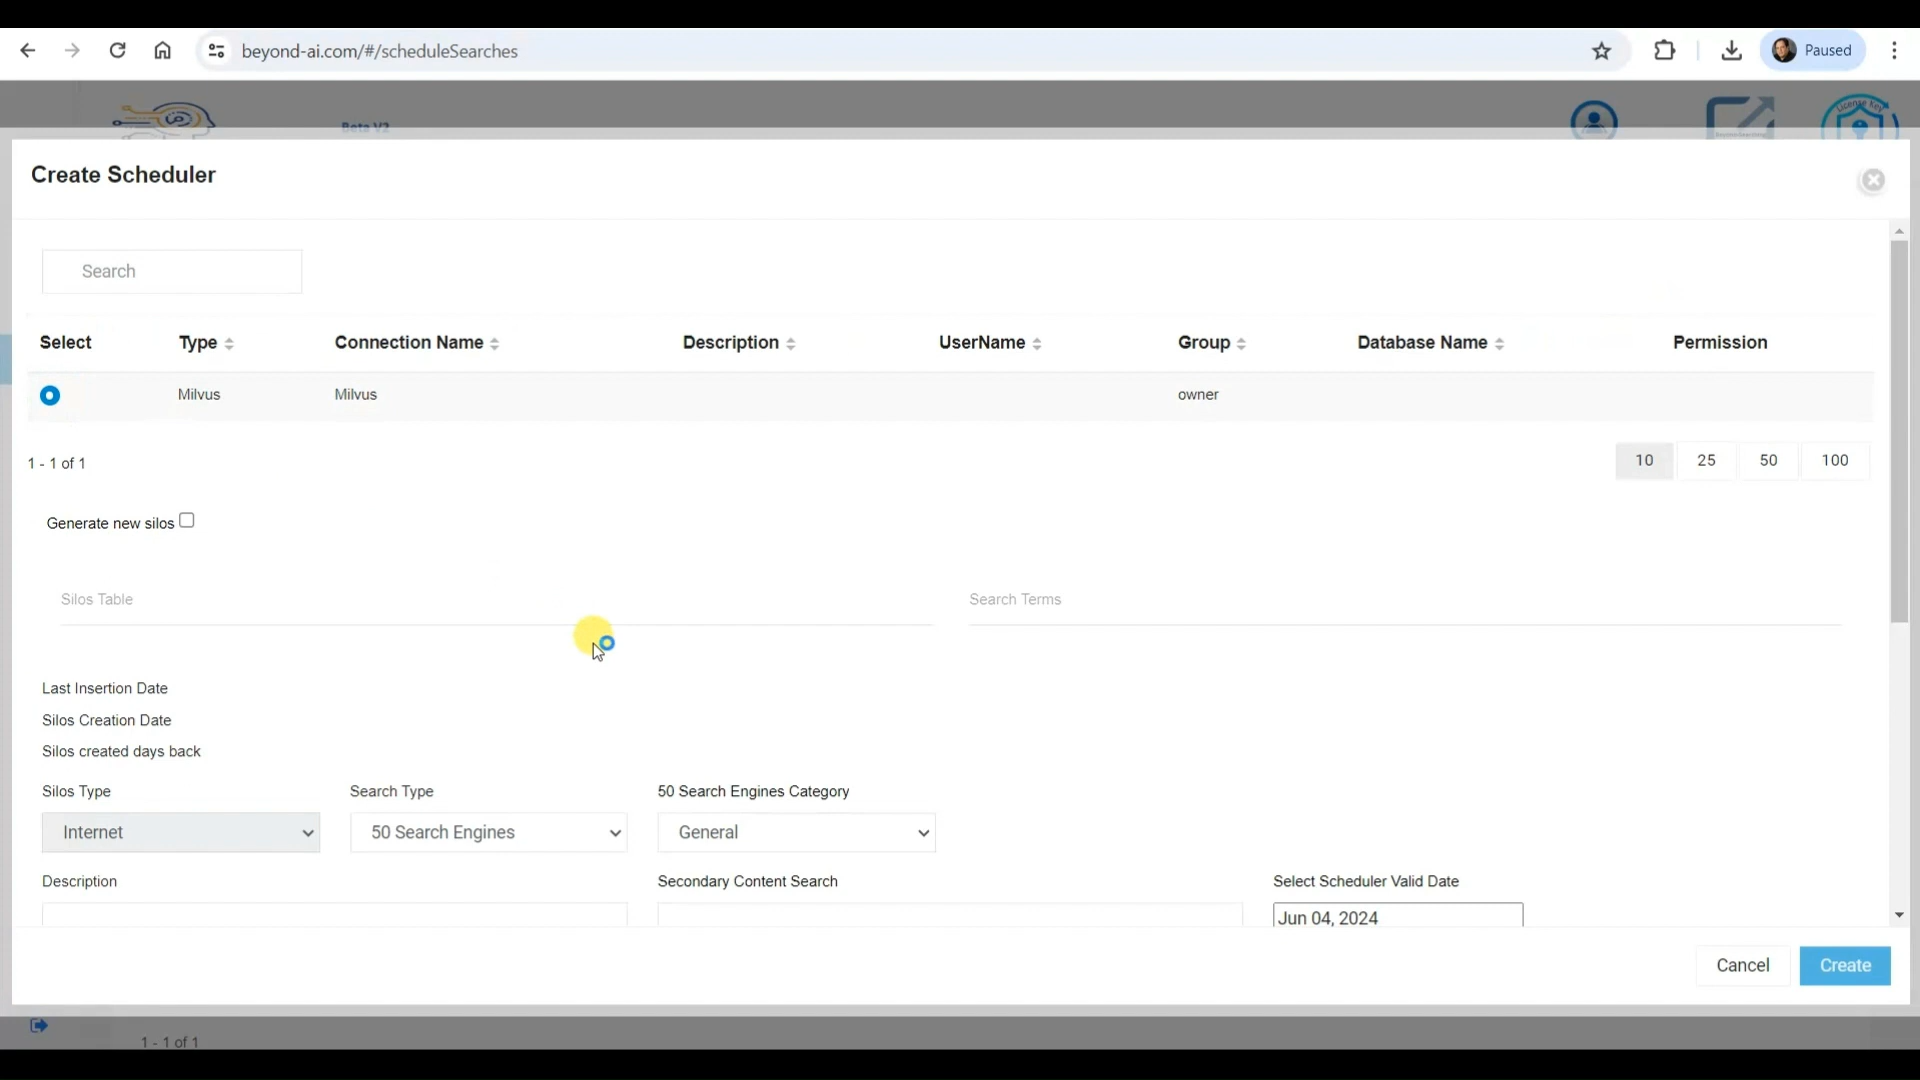 beyond-ai.com/#/scheduleSearches
Paused
Beta V2
License Key
Create Scheduler
Search
Select Type Connection Name Description UserName Group Database Name Permission
Milvus Milvus owner
1 - 1 of 1
10 25 50 100
Generate new silos
Silos Table Search Terms
Last Insertion Date
Silos Creation Date
Silos created days back
Silos Type Search Type 50 Search Engines Category
Internet 50 Search Engines General
Description Secondary Content Search Select Scheduler Valid Date
Jun 04, 2024
Cancel Create
1 - 1 of 1